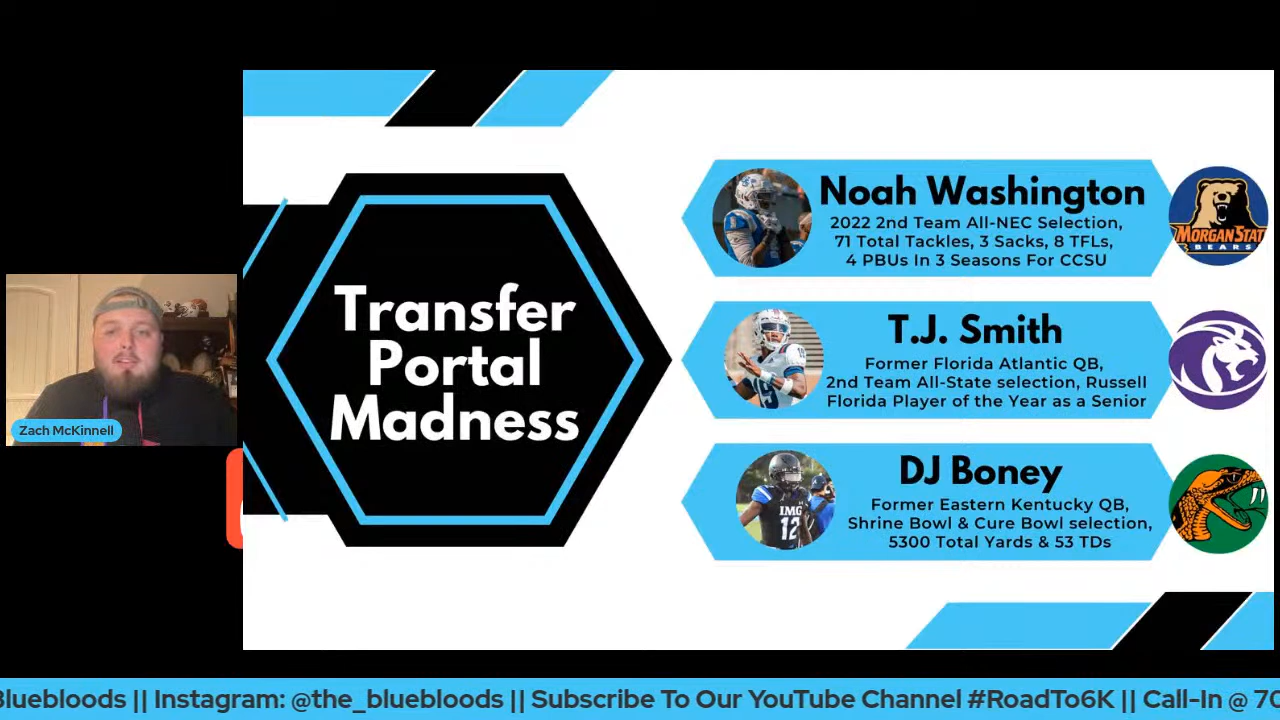 Transfer
Portal
Madness
Noah Washington
2022 2nd Team All-NEC Selection,
71 Total Tackles, 3 Sacks, 8 TFLs,
4 PBUs In 3 Seasons For CCSU
MORGAN STATE
BEARS
T.J. Smith
Former Florida Atlantic QB,
2nd Team All-State selection, Russell
Florida Player of the Year as a Senior
DJ Boney
Former Eastern Kentucky QB,
Shrine Bowl & Cure Bowl selection,
5300 Total Yards & 53 TDs
IMG
12
Zach McKinnell
Bluebloods || Instagram: @the_bluebloods || Subscribe To Our YouTube Channel #RoadTo6K || Call-In @ 70